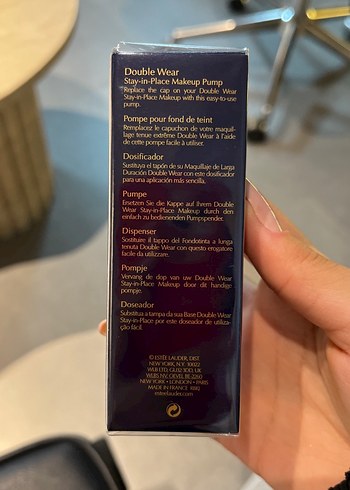 Double Wear
Stay-in-Place Makeup Pump
Replace the cap on your Double Wear
Stay-in-Place Makeup with this easy-to-use
pump.
Pompe pour fond de teint
Remplacez le capuchon de votre maquil-
lage tenue extrême Double Wear à l'aide
de cette pompe facile à utiliser.
Dosificador
Sustituya el tapón de su Maquillaje de Larga
Duración Double Wear con este dosificador
para una aplicación más sencilla.
Pumpe
Ersetzen Sie die Kappe auf Ihrem Double
Wear Stay-in-Place Makeup durch den
einfach zu bedienenden Pumpspender.
Dispenser
Sostituire il tappo del Fondotinta a lunga
tenuta Double Wear con questo erogatore
facile da utilizzare.
Pompje
Vervang de dop van uw Double Wear
Stay-in-Place Makeup door dit handige
pompje.
Doseador
Substitua a tampa da sua Base Double Wear
Stay-in-Place por este doseador de utiliza-
ção fácil.
© ESTÉE LAUDER, DIST.
NEW YORK, N.Y. 10022
NEW YORK • LONDON • PARIS
MADE IN FRANCE
esteelauder.com